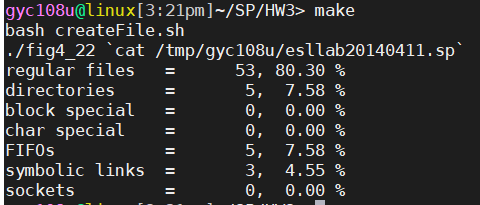 gyc108u@linux[3:21pm]~/SP/HW3> make
bash createFile.sh
./fig4_22 `cat /tmp/gyc108u/esllab20140411.sp`
regular files   =      53, 80.30 %
directories     =       5,  7.58 %
block special   =       0,  0.00 %
char special    =       0,  0.00 %
FIFOs           =       5,  7.58 %
symbolic links  =       3,  4.55 %
sockets         =       0,  0.00 %